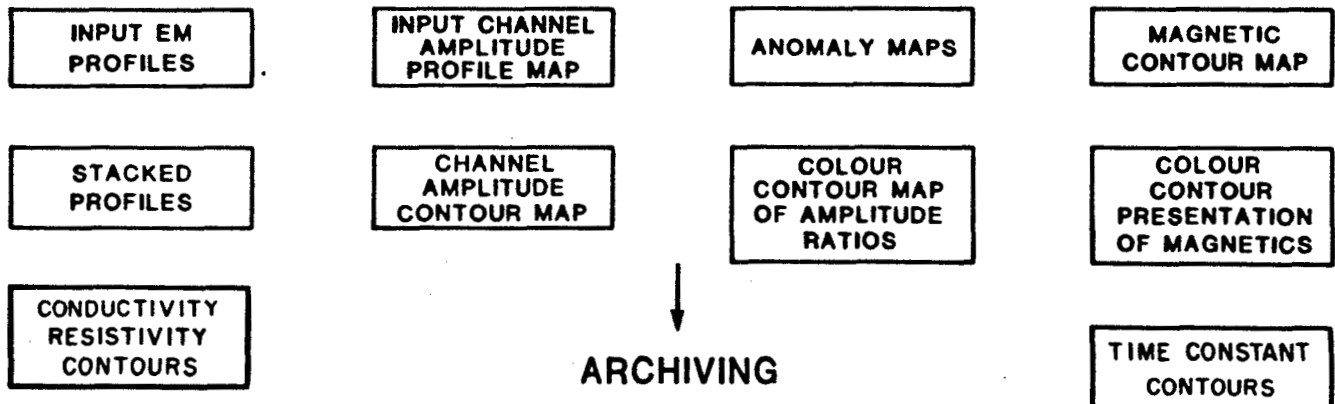 INPUT EM
PROFILES
INPUT CHANNEL
AMPLITUDE
PROFILE MAP
ANOMALY MAPS
MAGNETIC
CONTOUR MAP
STACKED
PROFILES
CHANNEL
AMPLITUDE
CONTOUR MAP
COLOUR
CONTOUR MAP
OF AMPLITUDE
RATIOS
COLOUR
CONTOUR
PRESENTATION
OF MAGNETICS
CONDUCTIVITY
RESISTIVITY
CONTOURS
ARCHIVING
TIME CONSTANT
CONTOURS